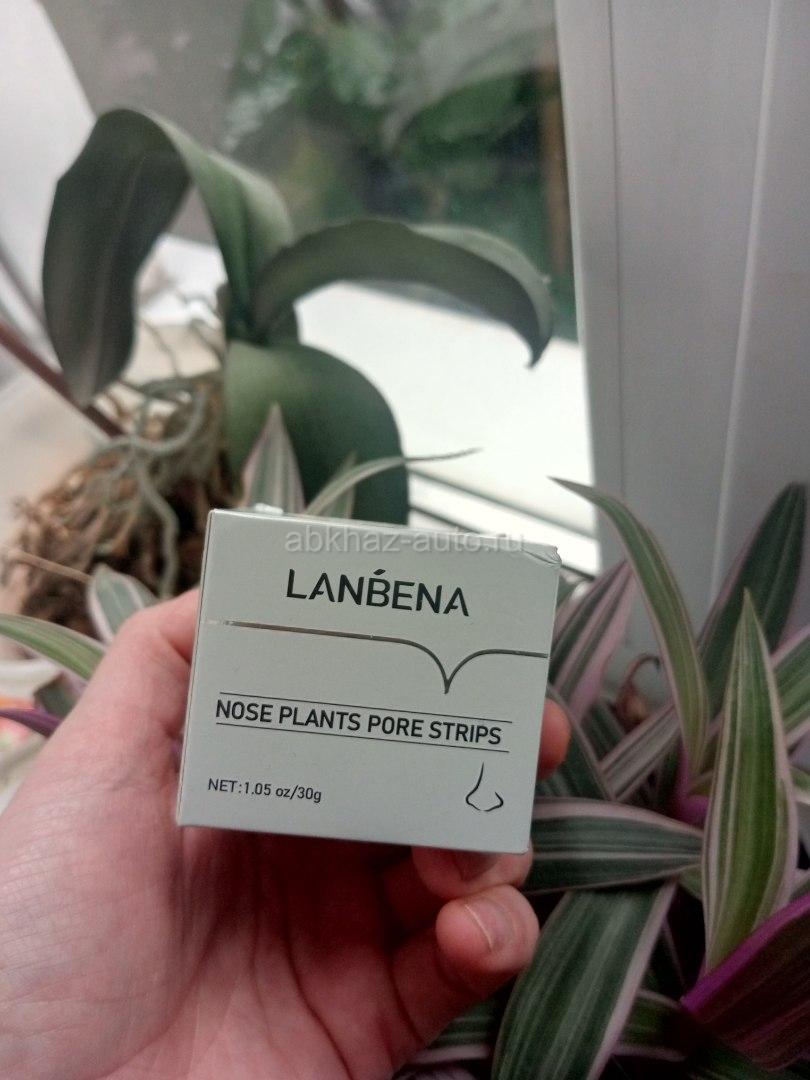 abkhaz-auto.ru
LANBENA
NOSE PLANTS PORE STRIPS
NET:1.05 oz/30g